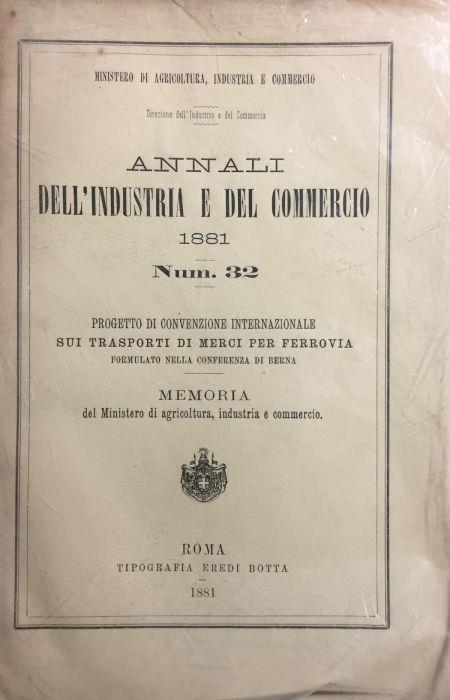 MINISTERO DI AGRICOLTURA, INDUSTRIA E COMMERCIO
Direzione dell'Industria e del Commercio
ANNALI
DELL'INDUSTRIA E DEL COMMERCIO
1881
Num. 32
PROGETTO DI CONVENZIONE INTERNAZIONALE
SUI TRASPORTI DI MERCI PER FERROVIA
FORMULATO NELLA CONFERENZA DI BERNA
MEMORIA
del Ministero di agricoltura, industria e commercio.
ROMA
TIPOGRAFIA EREDI BOTTA
1881